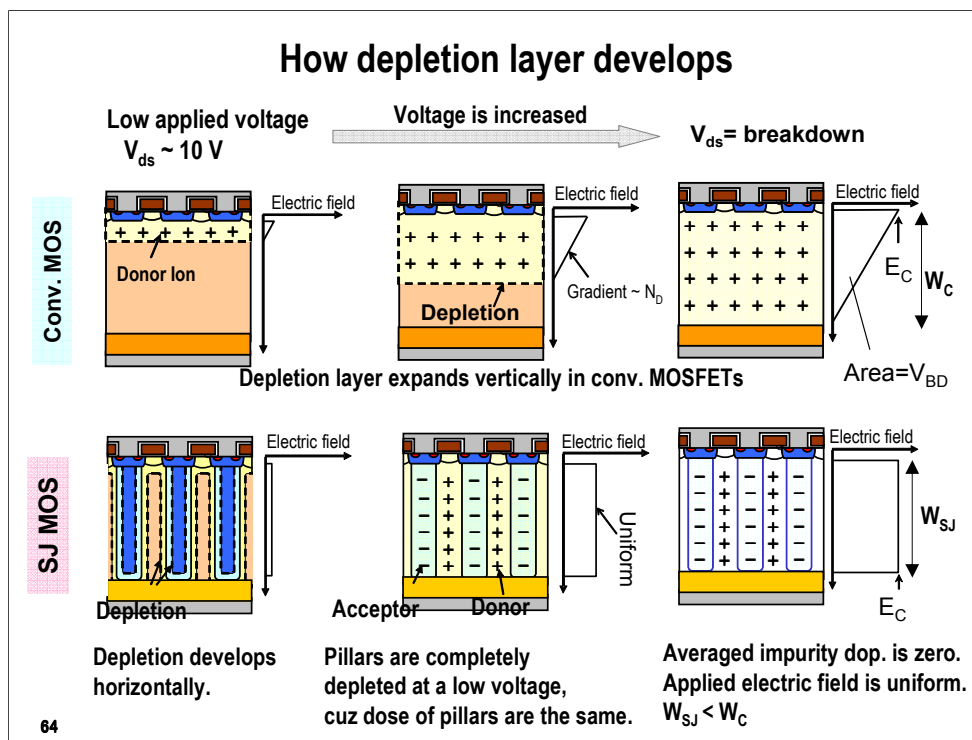 How depletion layer develops
Low applied voltage
V_ds ~ 10 V
Voltage is increased
V_ds= breakdown
Conv. MOS
Electric field
+ + + + + +
Donor Ion
Electric field
+ + + + + +
+ + + + + +
Gradient ~ N_D
Depletion
Electric field
+ + + + + +
+ + + + + +
+ + + + + +
+ + + + + +
E_C
W_C
Area=V_BD
Depletion layer expands vertically in conv. MOSFETs
SJ MOS
Electric field
Depletion
Electric field
− + − + −
− + − + −
− + − + −
− + − + −
− + − + −
Uniform
Acceptor
Donor
Electric field
− + − + −
− + − + −
− + − + −
− + − + −
− + − + −
W_SJ
E_C
Depletion develops
horizontally.
Pillars are completely
depleted at a low voltage,
cuz dose of pillars are the same.
Averaged impurity dop. is zero.
Applied electric field is uniform.
W_SJ < W_C
64